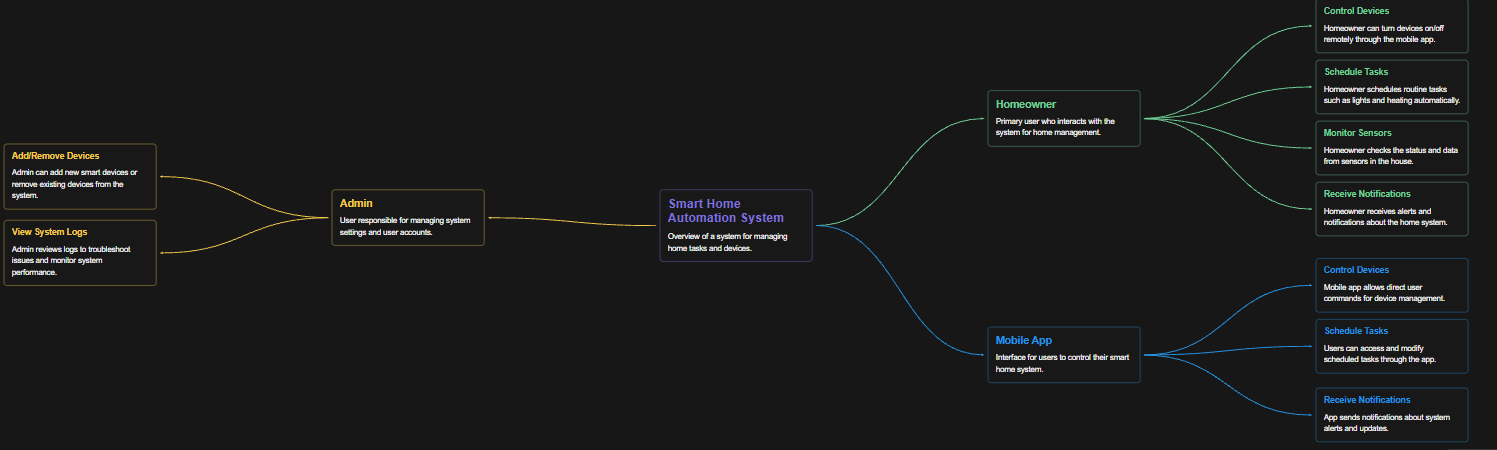 Smart Home
Automation System
Overview of a system for managing
home tasks and devices.
Admin
User responsible for managing system
settings and user accounts.
Add/Remove Devices
Admin can add new smart devices or
remove existing devices from the
system.
View System Logs
Admin reviews logs to troubleshoot
issues and monitor system
performance.
Homeowner
Primary user who interacts with the
system for home management.
Control Devices
Homeowner can turn devices on/off
remotely through the mobile app.
Schedule Tasks
Homeowner schedules routine tasks
such as lights and heating automatically.
Monitor Sensors
Homeowner checks the status and data
from sensors in the house.
Receive Notifications
Homeowner receives alerts and
notifications about the home system.
Mobile App
Interface for users to control their smart
home system.
Control Devices
Mobile app allows direct user
commands for device management.
Schedule Tasks
Users can access and modify
scheduled tasks through the app.
Receive Notifications
App sends notifications about system
alerts and updates.